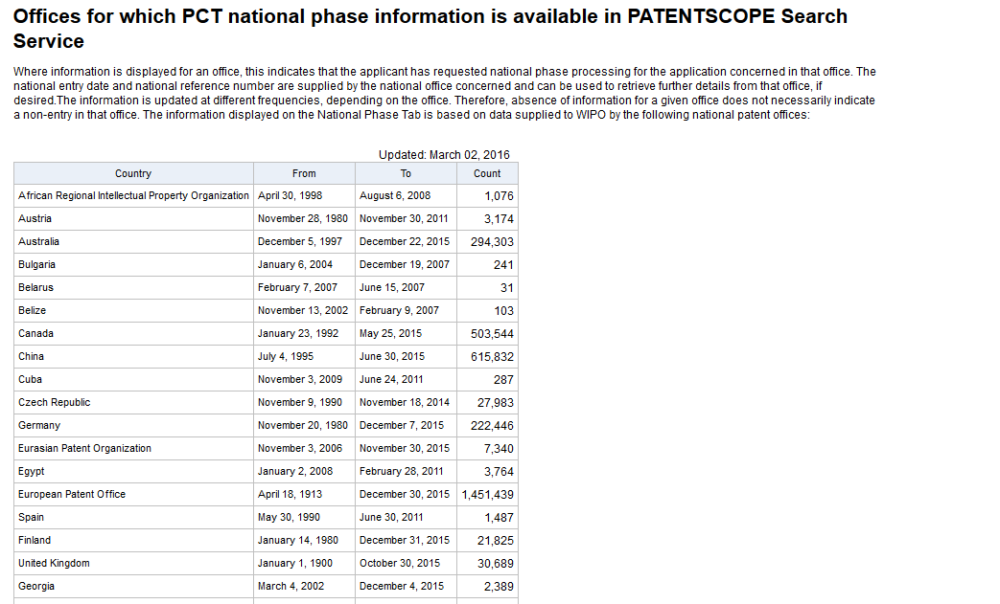 Offices for which PCT national phase information is available in PATENTSCOPE Search
Service
Where information is displayed for an office, this indicates that the applicant has requested national phase processing for the application concerned in that office. The
national entry date and national reference number are supplied by the national office concerned and can be used to retrieve further details from that office, if
desired.The information is updated at different frequencies, depending on the office. Therefore, absence of information for a given office does not necessarily indicate
a non-entry in that office. The information displayed on the National Phase Tab is based on data supplied to WIPO by the following national patent offices:
Updated: March 02, 2016
Country From To Count
African Regional Intellectual Property Organization April 30, 1998 August 6, 2008 1,076
Austria November 28, 1980 November 30, 2011 3,174
Australia December 5, 1997 December 22, 2015 294,303
Bulgaria January 6, 2004 December 19, 2007 241
Belarus February 7, 2007 June 15, 2007 31
Belize November 13, 2002 February 9, 2007 103
Canada January 23, 1992 May 25, 2015 503,544
China July 4, 1995 June 30, 2015 615,832
Cuba November 3, 2009 June 24, 2011 287
Czech Republic November 9, 1990 November 18, 2014 27,983
Germany November 20, 1980 December 7, 2015 222,446
Eurasian Patent Organization November 3, 2006 November 30, 2015 7,340
Egypt January 2, 2008 February 28, 2011 3,764
European Patent Office April 18, 1913 December 30, 2015 1,451,439
Spain May 30, 1990 June 30, 2011 1,487
Finland January 14, 1980 December 31, 2015 21,825
United Kingdom January 1, 1900 October 30, 2015 30,689
Georgia March 4, 2002 December 4, 2015 2,389